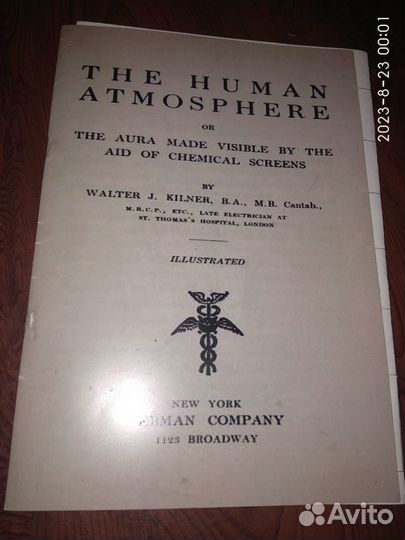 THE HUMAN
ATMOSPHERE
OR
THE AURA MADE VISIBLE BY THE
AID OF CHEMICAL SCREENS
BY
WALTER J. KILNER, B.A., M.B. Cantab.,
M.R.C.P., ETC., LATE ELECTRICIAN AT
ST. THOMAS'S HOSPITAL, LONDON
ILLUSTRATED
NEW YORK
COMPANY
1123 BROADWAY
2023-8-23 00:01
Avito